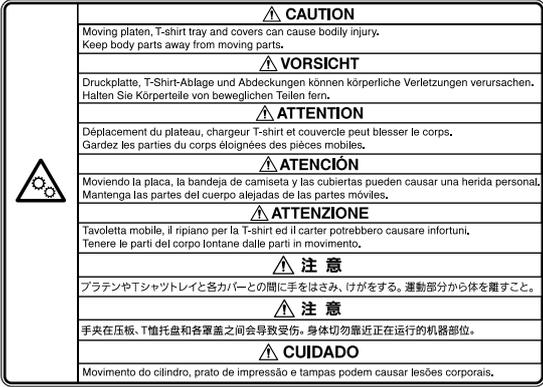 CAUTION
Moving platen, T-shirt tray and covers can cause bodily injury.
Keep body parts away from moving parts.
VORSICHT
Druckplatte, T-Shirt-Ablage und Abdeckungen können körperliche Verletzungen verursachen.
Halten Sie Körperteile von beweglichen Teilen fern.
ATTENTION
Déplacement du plateau, chargeur T-shirt et couvercle peut blesser le corps.
Gardez les parties du corps éloignées des pièces mobiles.
ATENCIÓN
Moviendo la placa, la bandeja de camiseta y las cubiertas pueden causar una herida personal.
Mantenga las partes del cuerpo alejadas de las partes móviles.
ATTENZIONE
Tavoletta mobile, il ripiano per la T-shirt ed il carter potrebbero causare infortuni.
Tenere le parti del corpo lontane dalle parti in movimento.
注 意
プラテンやTシャツトレイと各カバーとの間に手をはさみ、けがをする。運動部分から体を離すこと。
注 意
手夹在压板、T恤托盘和各罩盖之间会导致受伤。身体切勿靠近正在运行的机器部位。
CUIDADO
Movimento do cilindro, prato de impressão e tampas podem causar lesões corporais.